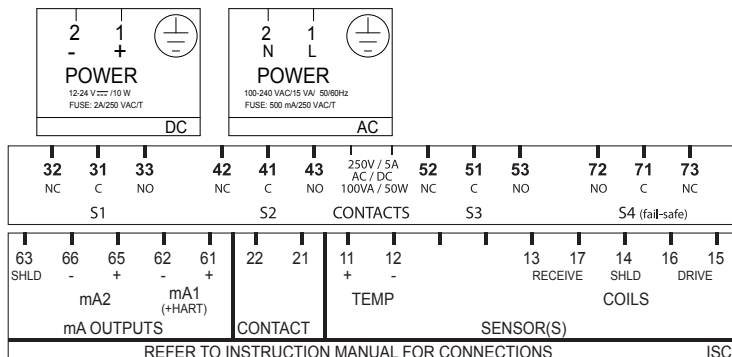 2 1
- +
POWER
12-24 V /10 W
FUSE: 2A/250 VAC/T
DC
2 1
N L
POWER
100-240 VAC/15 VA/ 50/60Hz
FUSE: 500 mA/250 VAC/T
AC
32 31 33 42 41 43 250V / 5A 52 51 53 72 71 73
AC / DC
NC C NO NC C NO 100VA / 50W NC C NO NO C NC
S1 S2 CONTACTS S3 S4 (fail-safe)
63 66 65 62 61 22 21 11 12 13 17 14 16 15
SHLD - + - + + - RECEIVE SHLD DRIVE
mA2 mA1 TEMP COILS
(+HART)
mA OUTPUTS CONTACT SENSOR(S)
REFER TO INSTRUCTION MANUAL FOR CONNECTIONS ISC